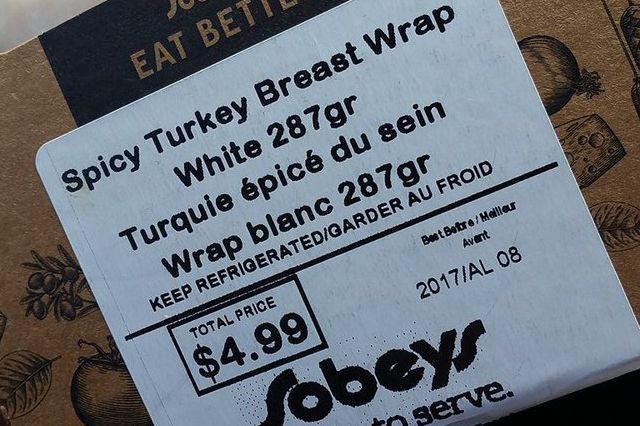 EAT BETTE
Spicy Turkey Breast Wrap
White 287gr
Turquie épicé du sein
Wrap blanc 287gr
KEEP REFRIGERATED/GARDER AU FROID
Best Before / Meilleur
Avant
2017/AL 08
TOTAL PRICE
$4.99
Sobeys
to serve.